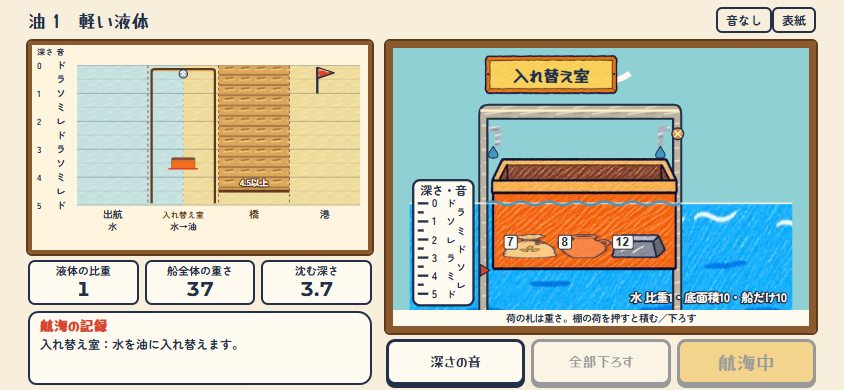 油 1 軽い液体
音なし
表紙
深さ 音
0 ド
ラ
1 ソ
ミ
2 レ
ド
3 ラ
ソ
4 ミ
レ
5 ド
4.5以上
出航
水
入れ替え室
水→油
橋
港
液体の比重
1
船全体の重さ
37
沈む深さ
3.7
航海の記録
入れ替え室：水を油に入れ替えます。
入れ替え室
深さ・音
0 ド
ラ
1 ソ
ミ
2 レ
ド
3 ラ
ソ
4 ミ
レ
5 ド
7
8
12
水 比重1・底面積10・船だけ10
荷の札は重さ。棚の荷を押すと積む／下ろす
深さの音
全部下ろす
航海中